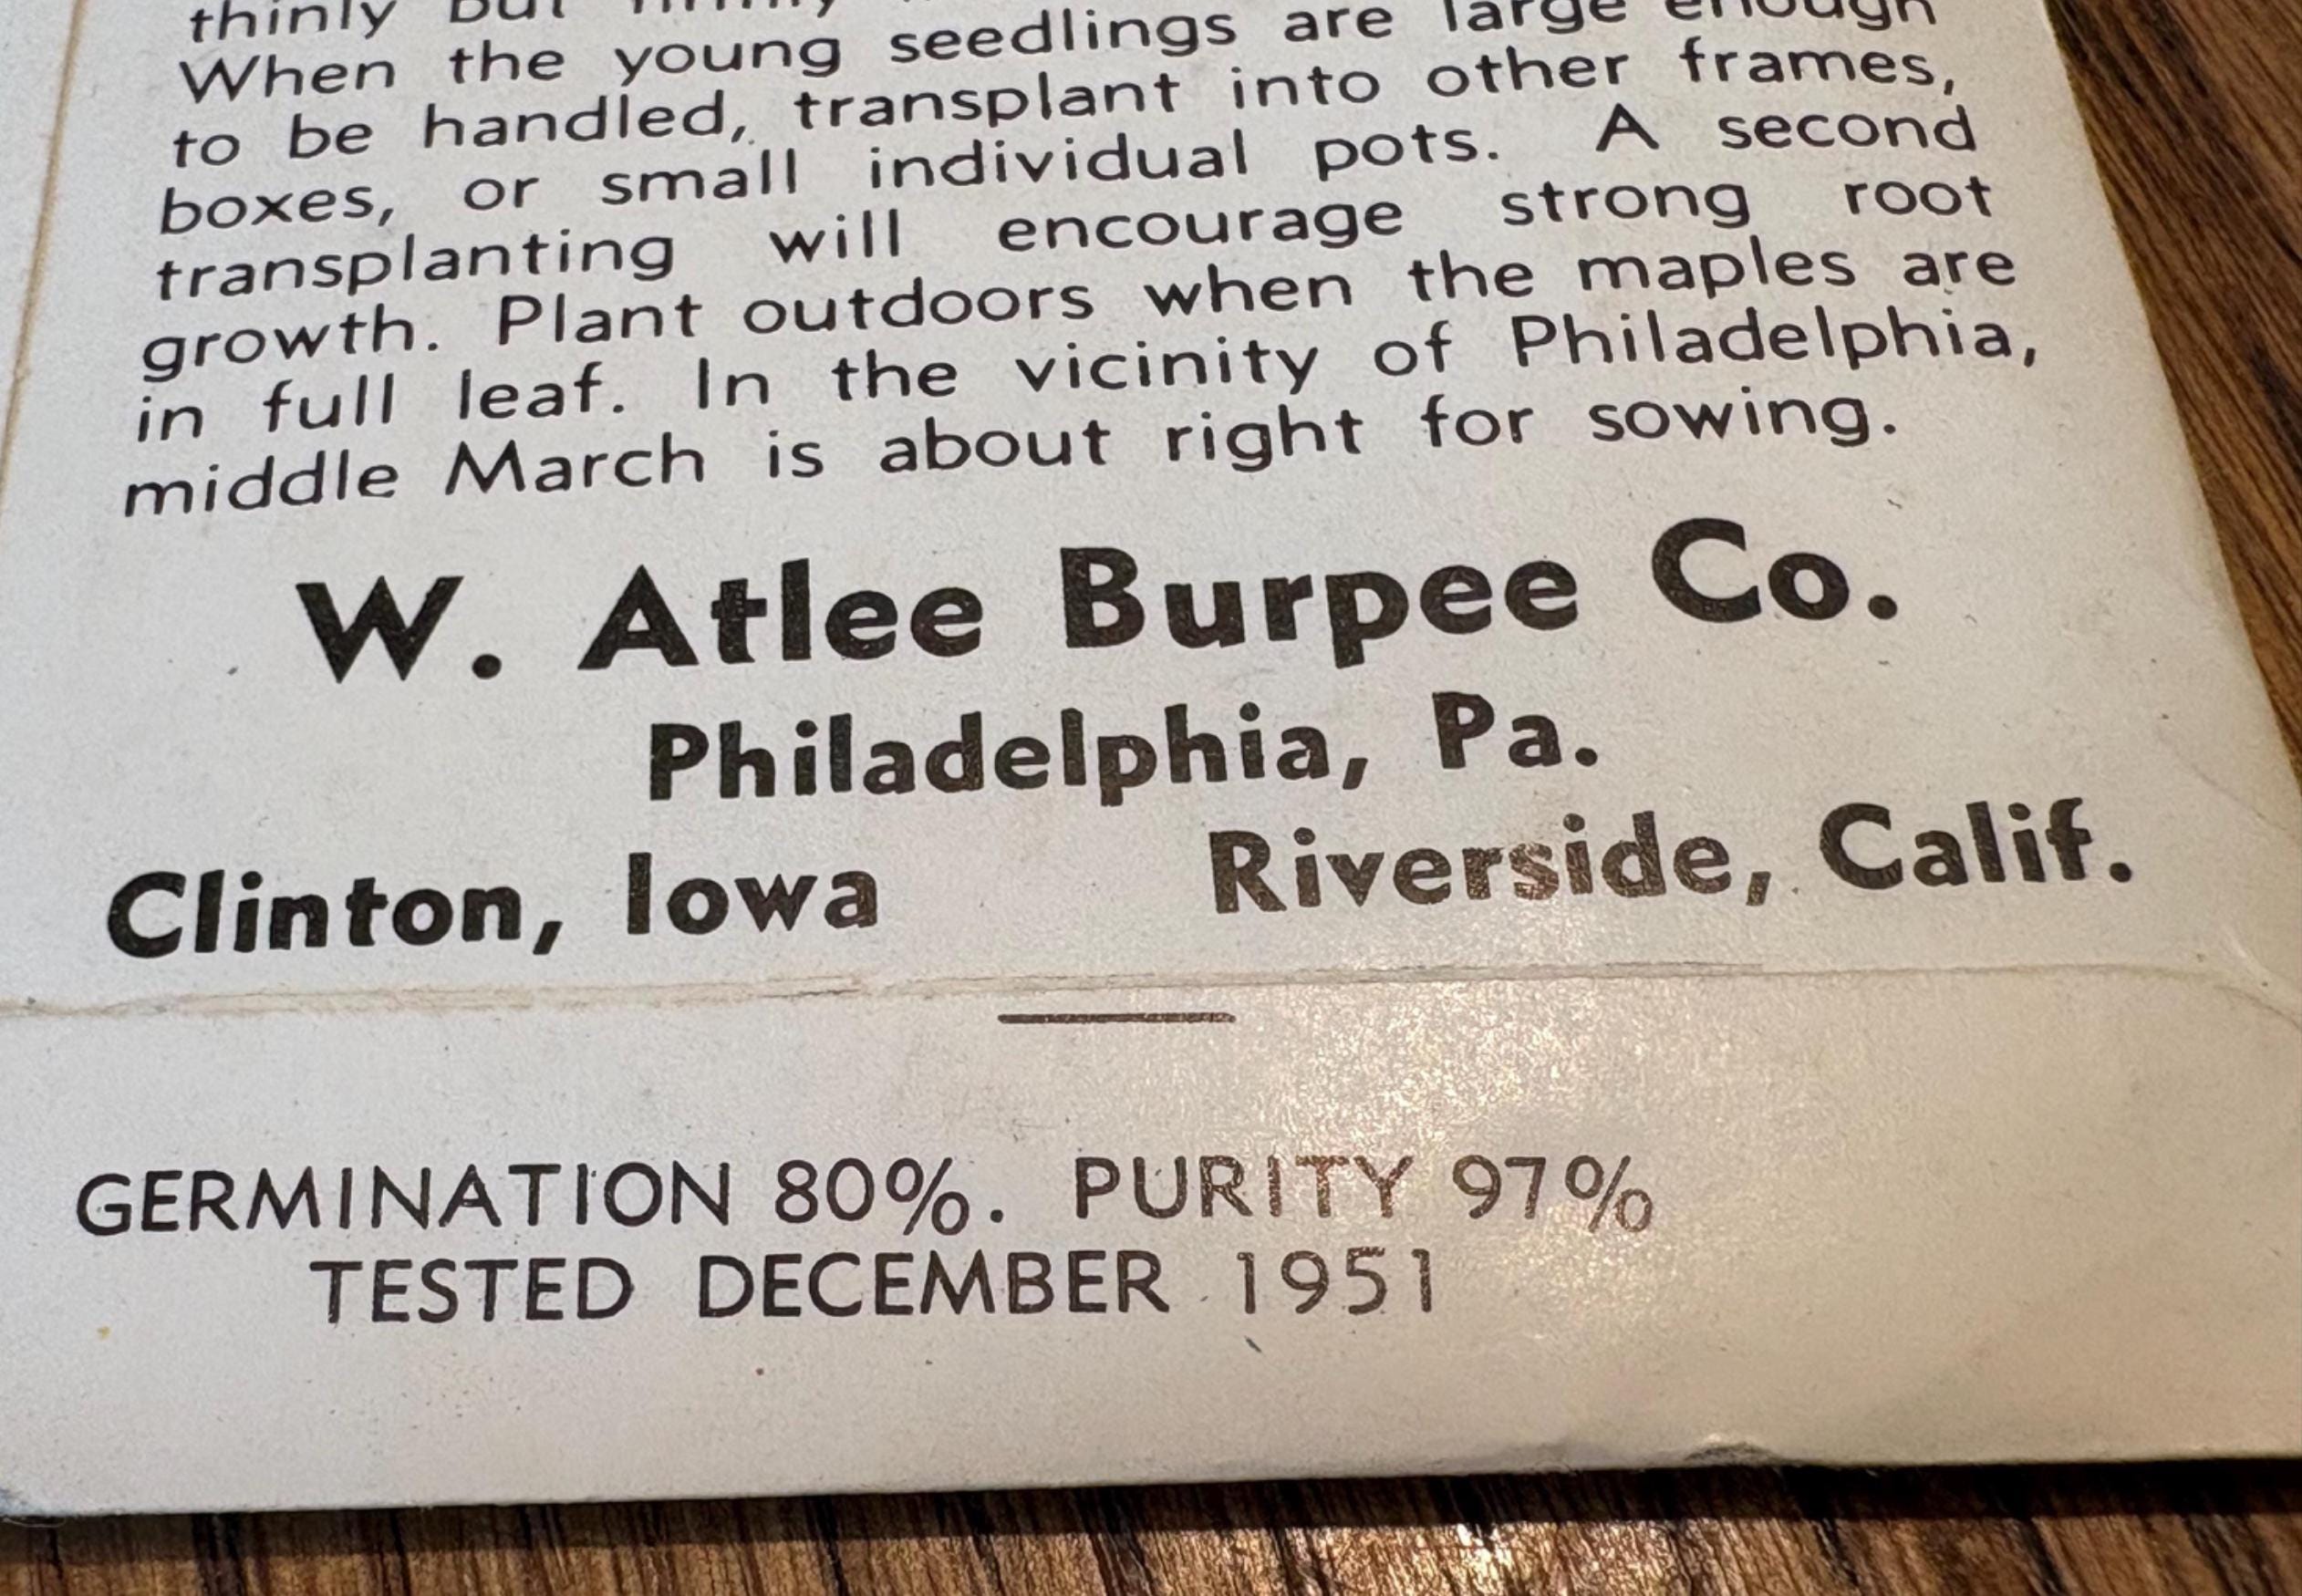 thinly but firmly
When the young seedlings are large enough
to be handled, transplant into other frames,
boxes, or small individual pots. A second
transplanting will encourage strong root
growth. Plant outdoors when the maples are
in full leaf. In the vicinity of Philadelphia,
middle March is about right for sowing.
W. Atlee Burpee Co.
Philadelphia, Pa.
Clinton, Iowa Riverside, Calif.
GERMINATION 80%. PURITY 97%
TESTED DECEMBER 1951